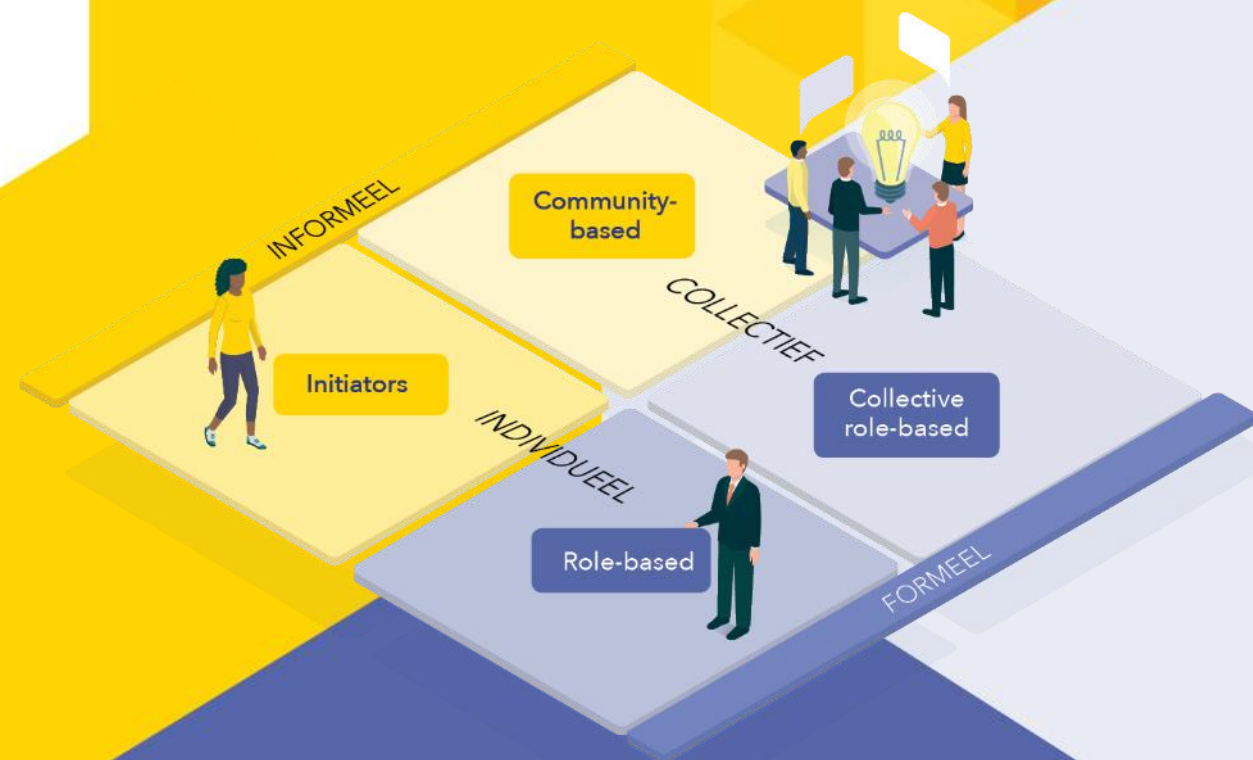 INFORMEEL
Community-
based
COLLECTIEF
Initiators
INDIVIDUEEL
Collective
role-based
Role-based
FORMEEL